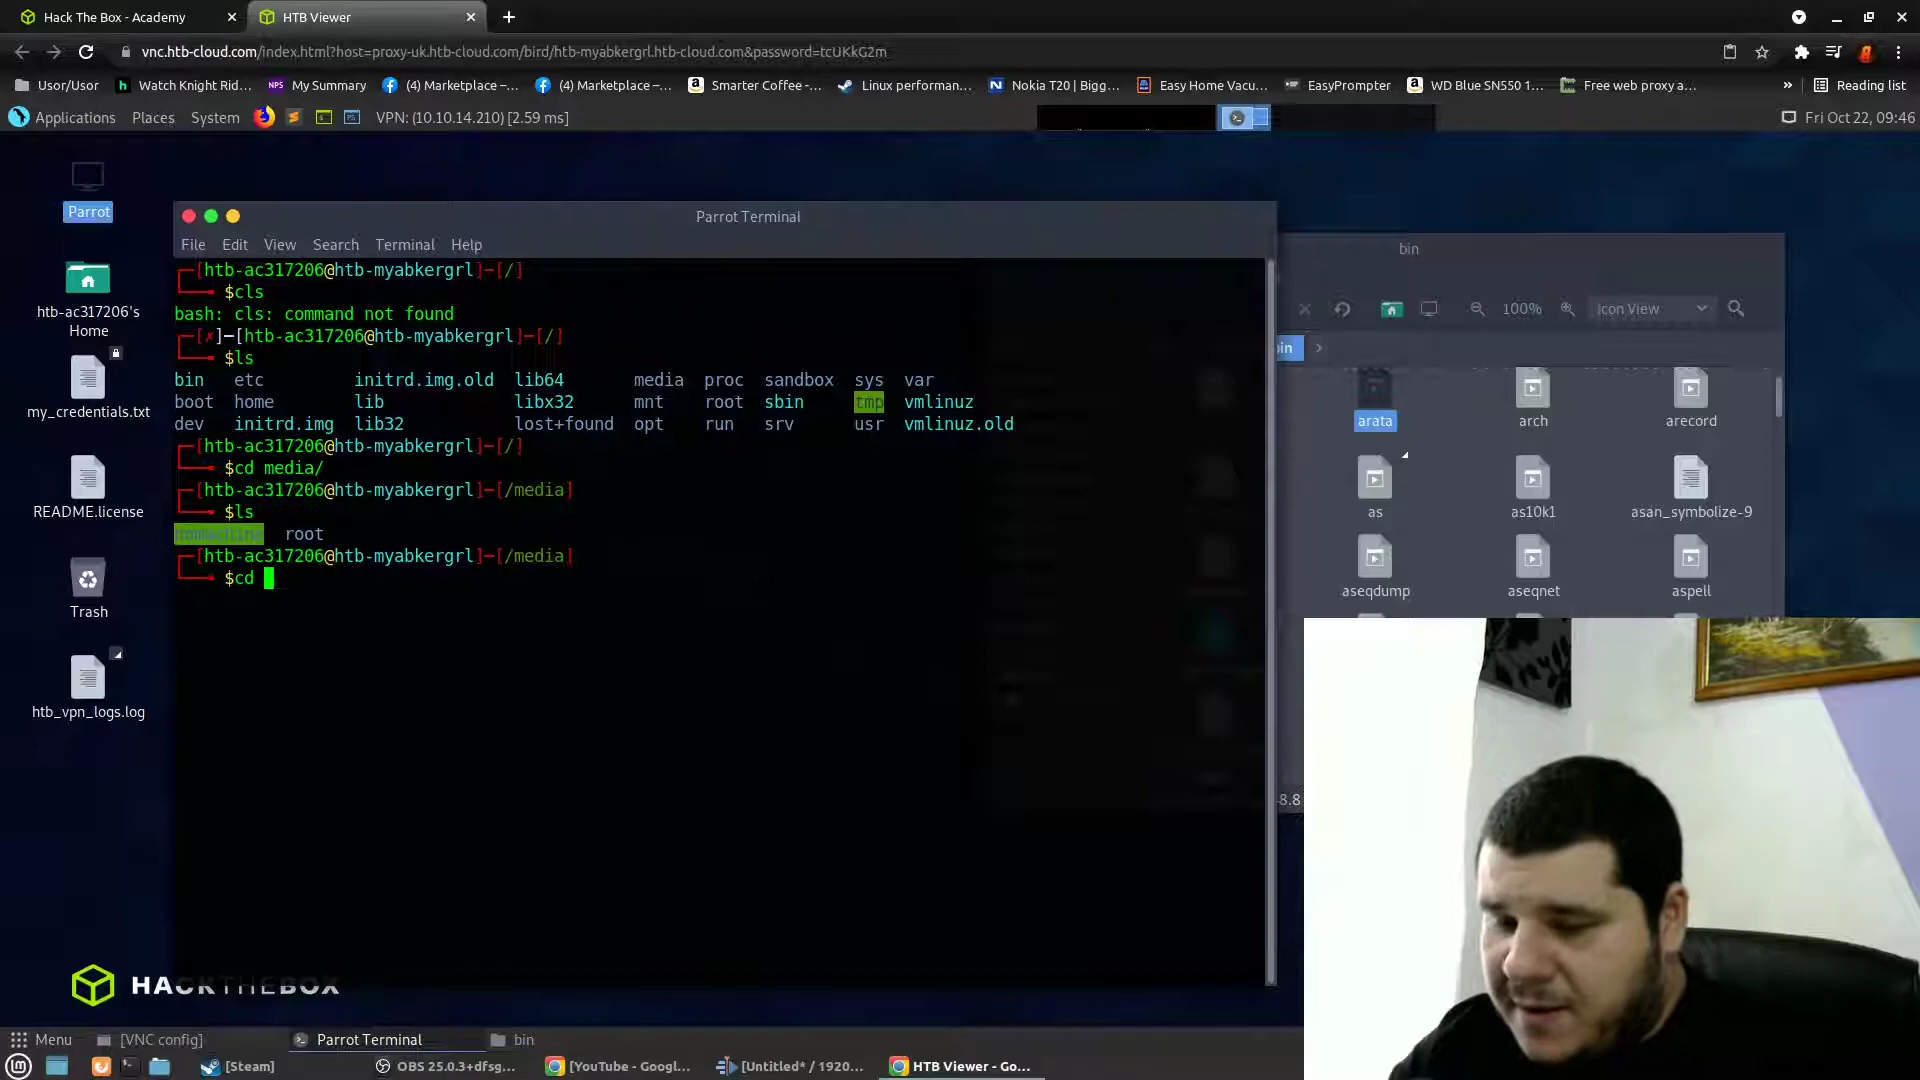 Hack The Box - Academy
HTB Viewer
vnc.htb-cloud.com/index.html?host=proxy-uk.htb-cloud.com/bird/htb-myabkergrl.htb-cloud.com&password=tcUKkG2m
Usor/Usor
Watch Knight Rid...
NPS
My Summary
(4) Marketplace –...
(4) Marketplace –...
Smarter Coffee -...
Linux performan...
Nokia T20 | Bigg...
Easy Home Vacu...
EasyPrompter
WD Blue SN550 1...
Free web proxy a...
»
Reading list
Applications
Places
System
VPN: (10.10.14.210) [2.59 ms]
Fri Oct 22, 09:46
Parrot
htb-ac317206's
Home
my_credentials.txt
README.license
Trash
htb_vpn_logs.log
Parrot Terminal
File
Edit
View
Search
Terminal
Help
┌─[htb-ac317206@htb-myabkergrl]─[/]
└──╼ $cls
bash: cls: command not found
┌─[✗]─[htb-ac317206@htb-myabkergrl]─[/]
└──╼ $ls
bin etc initrd.img.old lib64 media proc sandbox sys var
boot home lib libx32 mnt root sbin tmp vmlinuz
dev initrd.img lib32 lost+found opt run srv usr vmlinuz.old
┌─[htb-ac317206@htb-myabkergrl]─[/]
└──╼ $cd media/
┌─[htb-ac317206@htb-myabkergrl]─[/media]
└──╼ $ls
root
┌─[htb-ac317206@htb-myabkergrl]─[/media]
└──╼ $cd
bin
100%
Icon View
arata
arch
arecord
as
as10k1
asan_symbolize-9
aseqdump
aseqnet
aspell
HACKTHEBOX
Menu
[VNC config]
Parrot Terminal
bin
[Steam]
OBS 25.0.3+dfsg...
[YouTube - Googl...
[Untitled* / 1920...
HTB Viewer - Go...